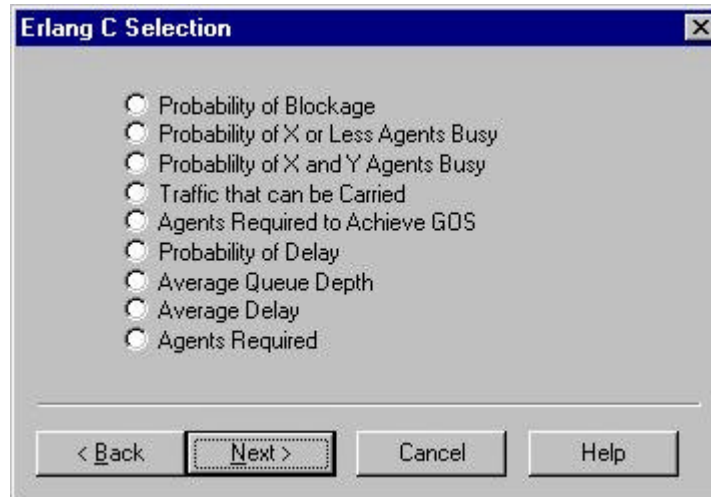 Erlang C Selection
Probability of Blockage
Probability of X or Less Agents Busy
Probablilty of X and Y Agents Busy
Traffic that can be Carried
Agents Required to Achieve GOS
Probability of Delay
Average Queue Depth
Average Delay
Agents Required
< Back Next > Cancel Help